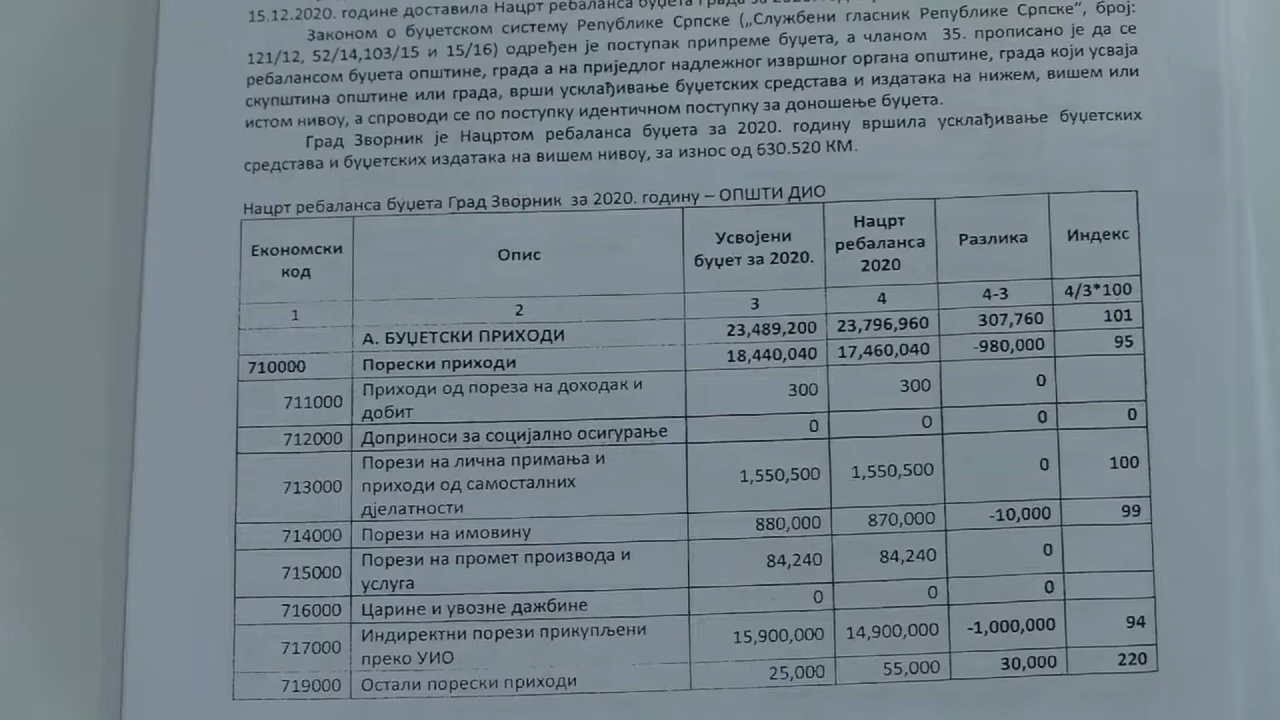 15.12.2020. године доставила Нацрт ребаланса буџета Града за
Законом о буџетском систему Републике Српске („Службени гласник Републике Српске“, број:
121/12, 52/14,103/15 и 15/16) одређен је поступак припреме буџета, а чланом 35. прописано је да се
ребалансом буџета општине, града а на приједлог надлежног извршног органа општине, града који усваја
скупштина општине или града, врши усклађивање буџетских средстава и издатака на нижем, вишем или
истом нивоу, а спроводи се по поступку идентичном поступку за доношење буџета.
Град Зворник је Нацртом ребаланса буџета за 2020. годину вршила усклађивање буџетских
средстава и буџетских издатака на вишем нивоу, за износ од 630.520 КМ.
Нацрт ребаланса буџета Град Зворник за 2020. годину – ОПШТИ ДИО
Економски код Опис Усвојени буџет за 2020. Нацрт ребаланса 2020 Разлика Индекс
1 2 3 4 4-3 4/3*100
А. БУЏЕТСКИ ПРИХОДИ 23,489,200 23,796,960 307,760 101
710000 Порески приходи 18,440,040 17,460,040 -980,000 95
711000 Приходи од пореза на доходак и добит 300 300 0
712000 Доприноси за социјално осигурање 0 0 0 0
713000 Порези на лична примања и приходи од самосталних дјелатности 1,550,500 1,550,500 0 100
714000 Порези на имовину 880,000 870,000 -10,000 99
715000 Порези на промет производа и услуга 84,240 84,240 0
716000 Царине и увозне дажбине 0 0 0
717000 Индиректни порези прикупљени преко УИО 15,900,000 14,900,000 -1,000,000 94
719000 Остали порески приходи 25,000 55,000 30,000 220